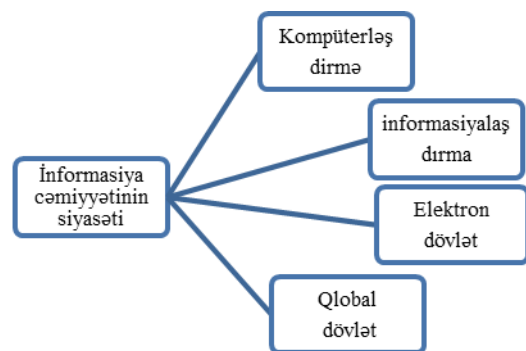 Kompüterləş
dirmə
informasiyalaş
dırma
İnformasiya
cəmiyyətinin
siyasəti
Elektron
dövlət
Qlobal
dövlət